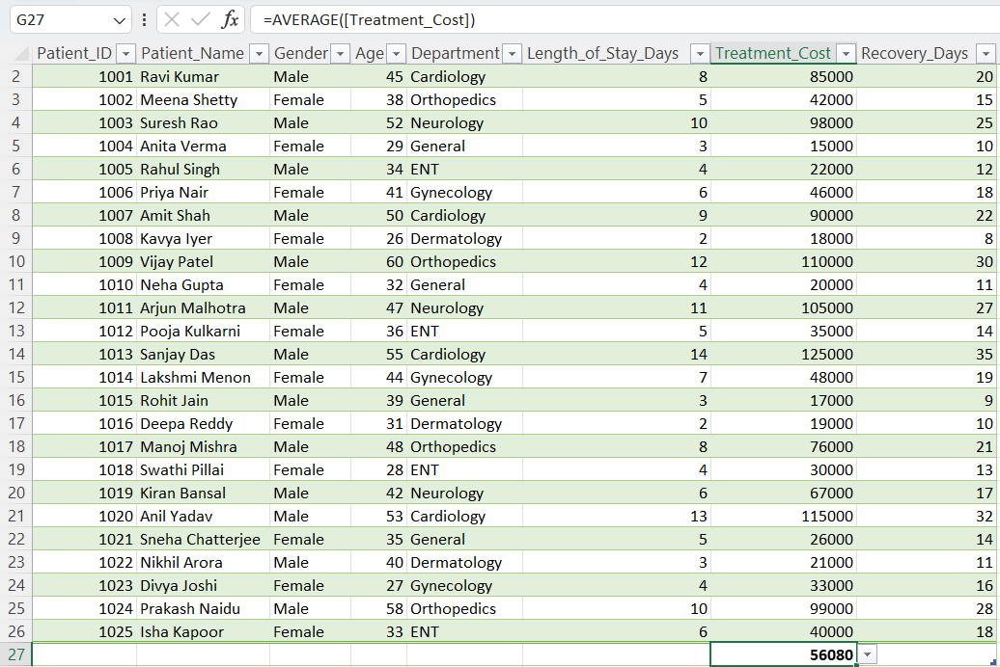 G27 fx =AVERAGE([Treatment_Cost])
Patient_ID Patient_Name Gender Age Department Length_of_Stay_Days Treatment_Cost Recovery_Days
2 1001 Ravi Kumar Male 45 Cardiology 8 85000 20
3 1002 Meena Shetty Female 38 Orthopedics 5 42000 15
4 1003 Suresh Rao Male 52 Neurology 10 98000 25
5 1004 Anita Verma Female 29 General 3 15000 10
6 1005 Rahul Singh Male 34 ENT 4 22000 12
7 1006 Priya Nair Female 41 Gynecology 6 46000 18
8 1007 Amit Shah Male 50 Cardiology 9 90000 22
9 1008 Kavya Iyer Female 26 Dermatology 2 18000 8
10 1009 Vijay Patel Male 60 Orthopedics 12 110000 30
11 1010 Neha Gupta Female 32 General 4 20000 11
12 1011 Arjun Malhotra Male 47 Neurology 11 105000 27
13 1012 Pooja Kulkarni Female 36 ENT 5 35000 14
14 1013 Sanjay Das Male 55 Cardiology 14 125000 35
15 1014 Lakshmi Menon Female 44 Gynecology 7 48000 19
16 1015 Rohit Jain Male 39 General 3 17000 9
17 1016 Deepa Reddy Female 31 Dermatology 2 19000 10
18 1017 Manoj Mishra Male 48 Orthopedics 8 76000 21
19 1018 Swathi Pillai Female 28 ENT 4 30000 13
20 1019 Kiran Bansal Male 42 Neurology 6 67000 17
21 1020 Anil Yadav Male 53 Cardiology 13 115000 32
22 1021 Sneha Chatterjee Female 35 General 5 26000 14
23 1022 Nikhil Arora Male 40 Dermatology 3 21000 11
24 1023 Divya Joshi Female 27 Gynecology 4 33000 16
25 1024 Prakash Naidu Male 58 Orthopedics 10 99000 28
26 1025 Isha Kapoor Female 33 ENT 6 40000 18
27 56080